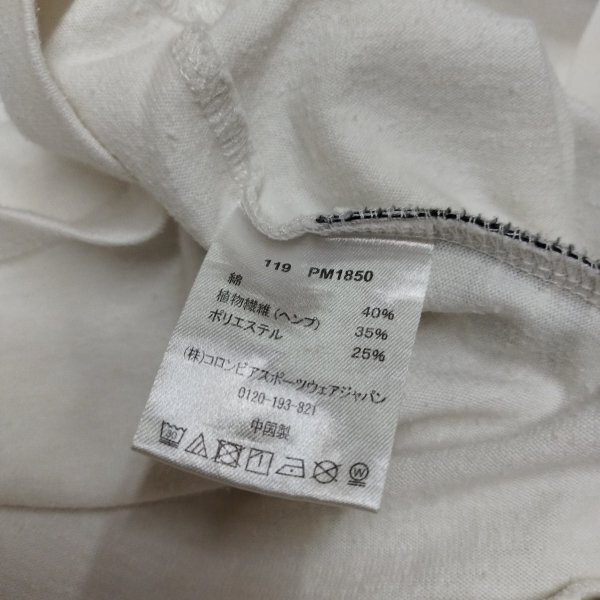 119 PM1850
綿 40%
植物繊維(ヘンプ) 35%
ポリエステル 25%
(株)コロンビアスポーツウェアジャパン
0120-193-821
中国製